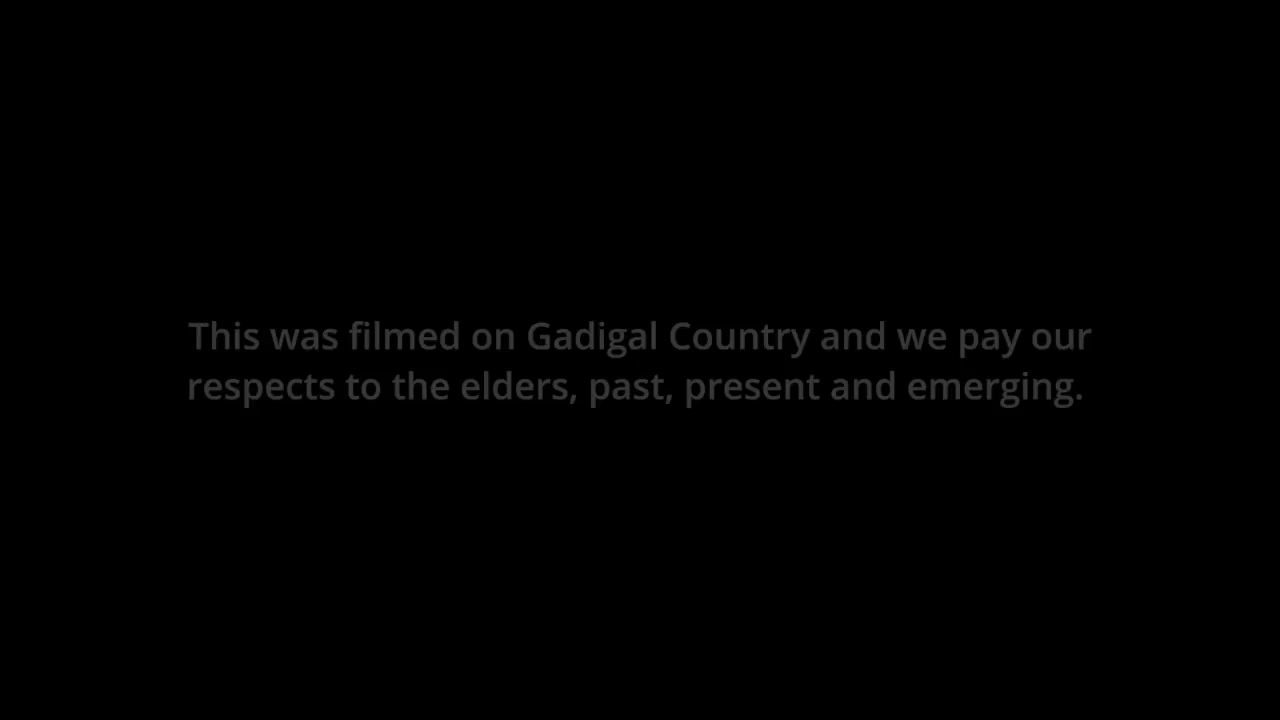 This was filmed on Gadigal Country and we pay our
respects to the elders, past, present and emerging.